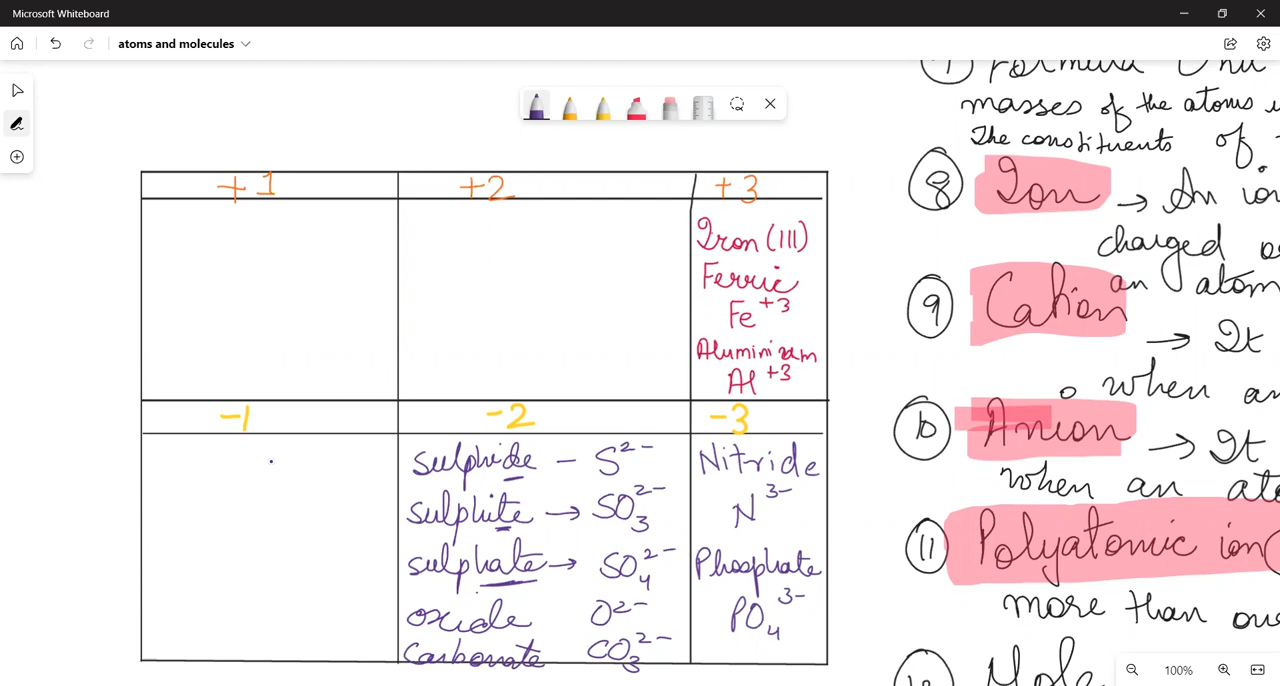 Microsoft Whiteboard
atoms and molecules
+1 +2 +3
Iron (III)
Ferric
Fe +3
Aluminium
Al +3
-1 -2 -3
sulphide - S²⁻
sulphite → SO₃²⁻
sulphate → SO₄²⁻
oxide O²⁻
Carbonate CO₃²⁻
Nitride
N³⁻
Phosphate
PO₄³⁻
masses of the atoms
The constituents of
8 Ion → An ion
charged
9 Cation
an atom
→ It
when an
10 Anion → It
when an
11 Polyatomic ion
more than one
100%